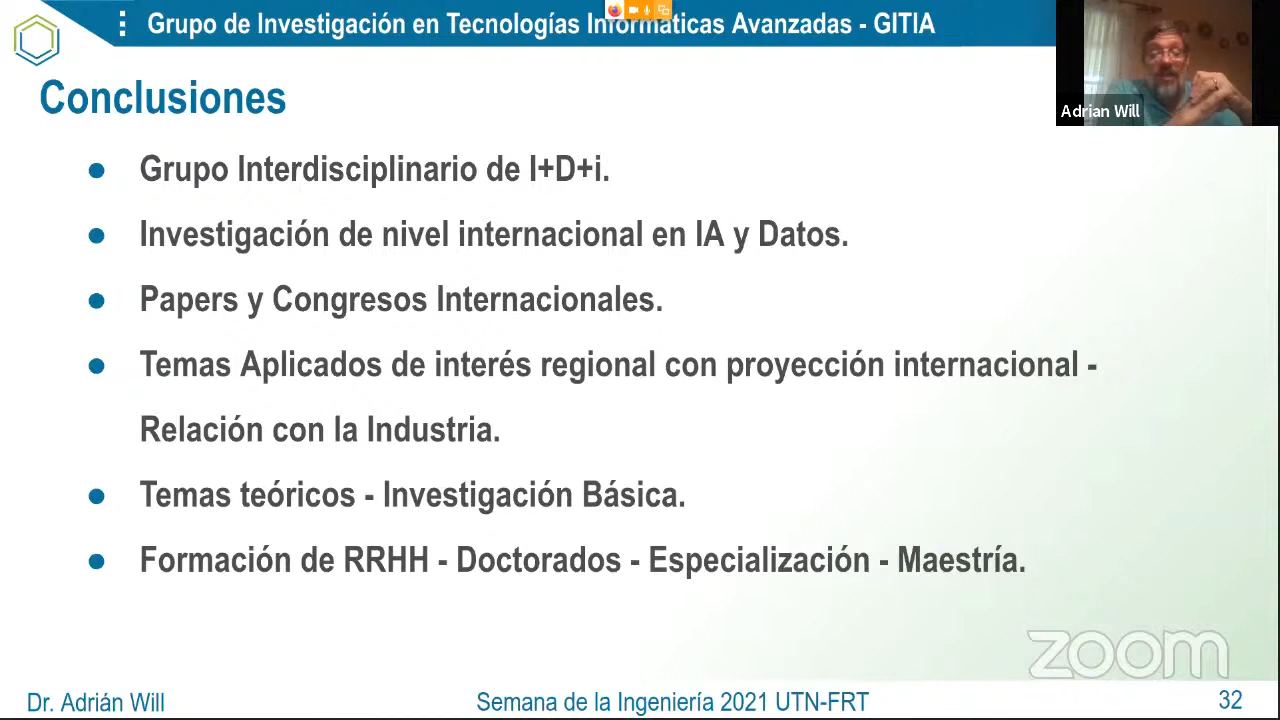 Grupo de Investigación en Tecnologías Informáticas Avanzadas - GITIA
Adrian Will
Conclusiones
Grupo Interdisciplinario de I+D+i.
Investigación de nivel internacional en IA y Datos.
Papers y Congresos Internacionales.
Temas Aplicados de interés regional con proyección internacional -
Relación con la Industria.
Temas teóricos - Investigación Básica.
Formación de RRHH - Doctorados - Especialización - Maestría.
zoom
Dr. Adrián Will
Semana de la Ingeniería 2021 UTN-FRT
32